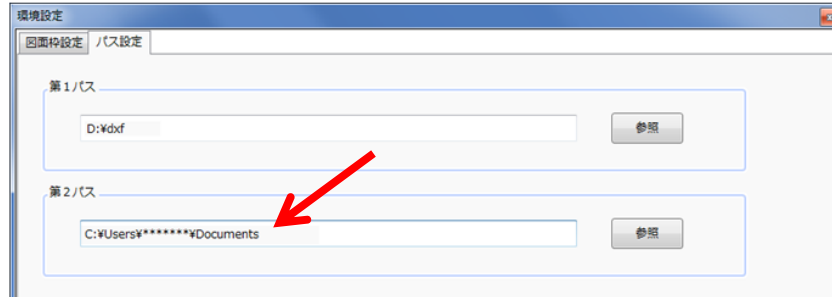 環境設定
図面枠設定 パス設定
第1パス
D:¥dxf
参照
第2パス
C:¥Users¥*******¥Documents
参照